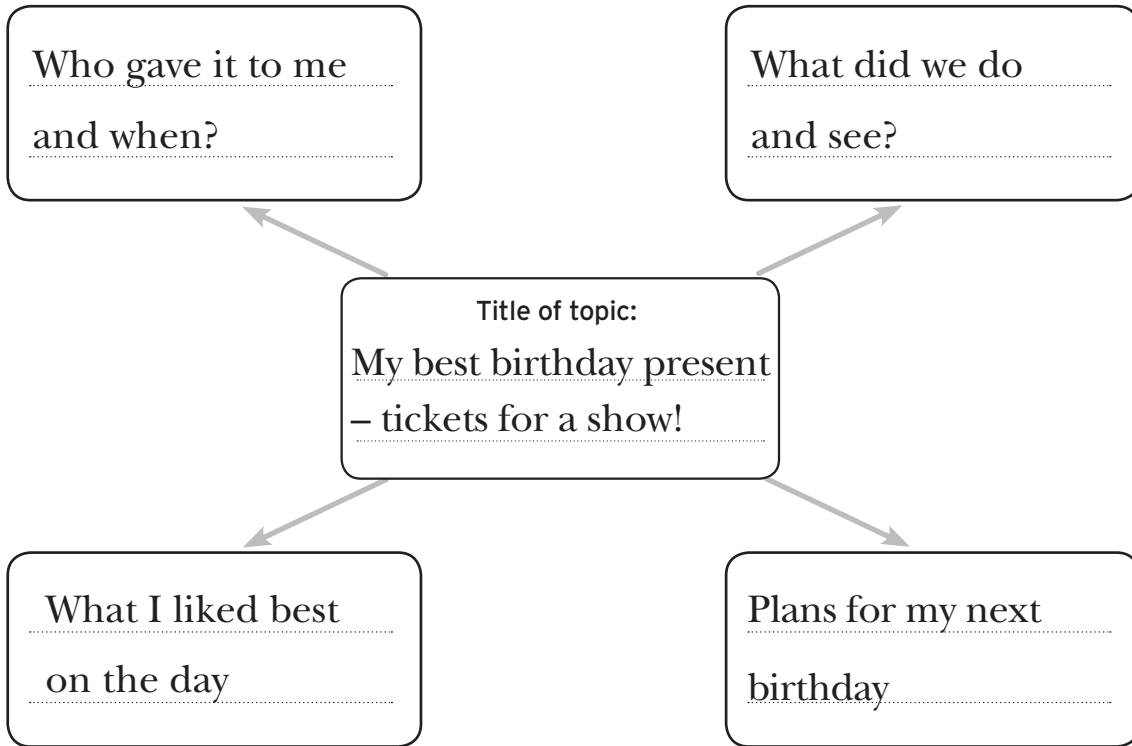 Who gave it to me
and when?
What did we do
and see?
Title of topic:
My best birthday present
– tickets for a show!
What I liked best
on the day
Plans for my next
birthday